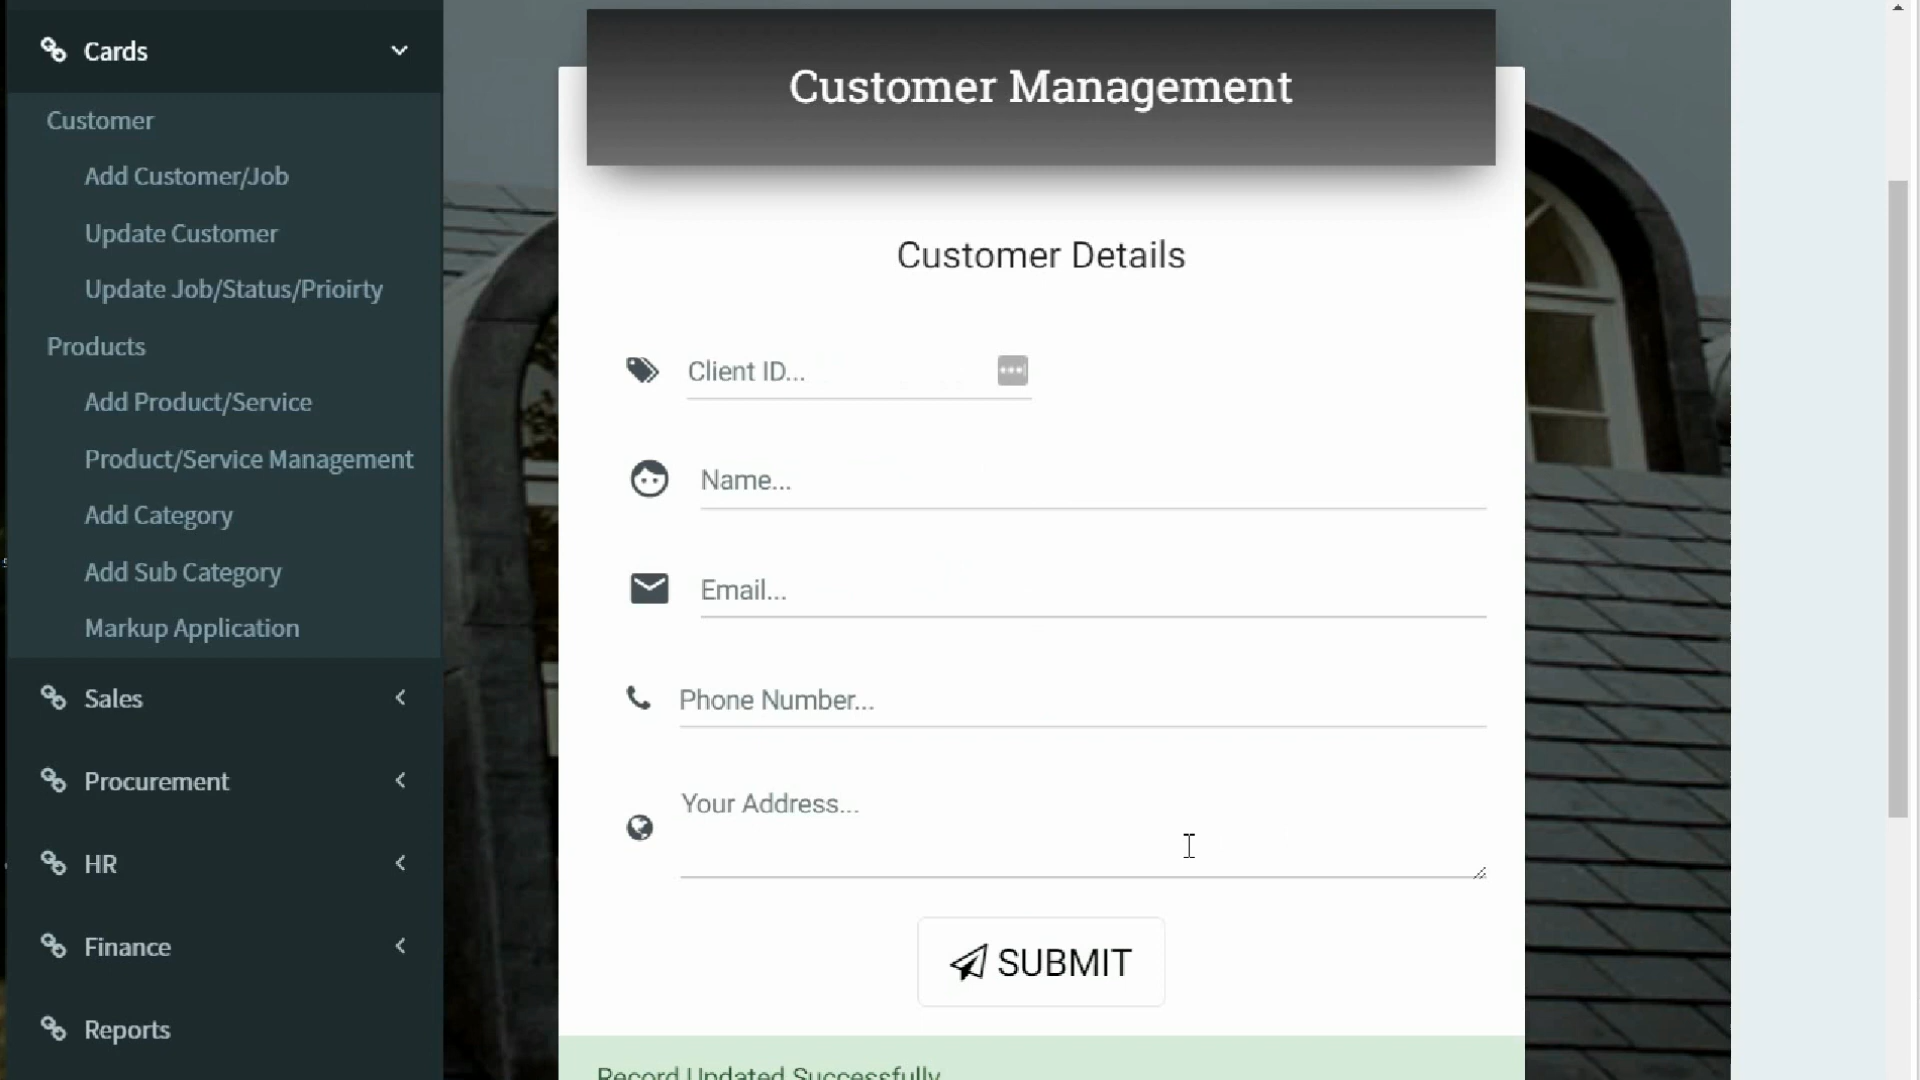 Cards
Customer
Add Customer/Job
Update Customer
Update Job/Status/Prioirty
Products
Add Product/Service
Product/Service Management
Add Category
Add Sub Category
Markup Application
Sales
Procurement
HR
Finance
Reports
Customer Management
Customer Details
Client ID...
Name...
Email...
Phone Number...
Your Address...
SUBMIT
Record Updated Successfully